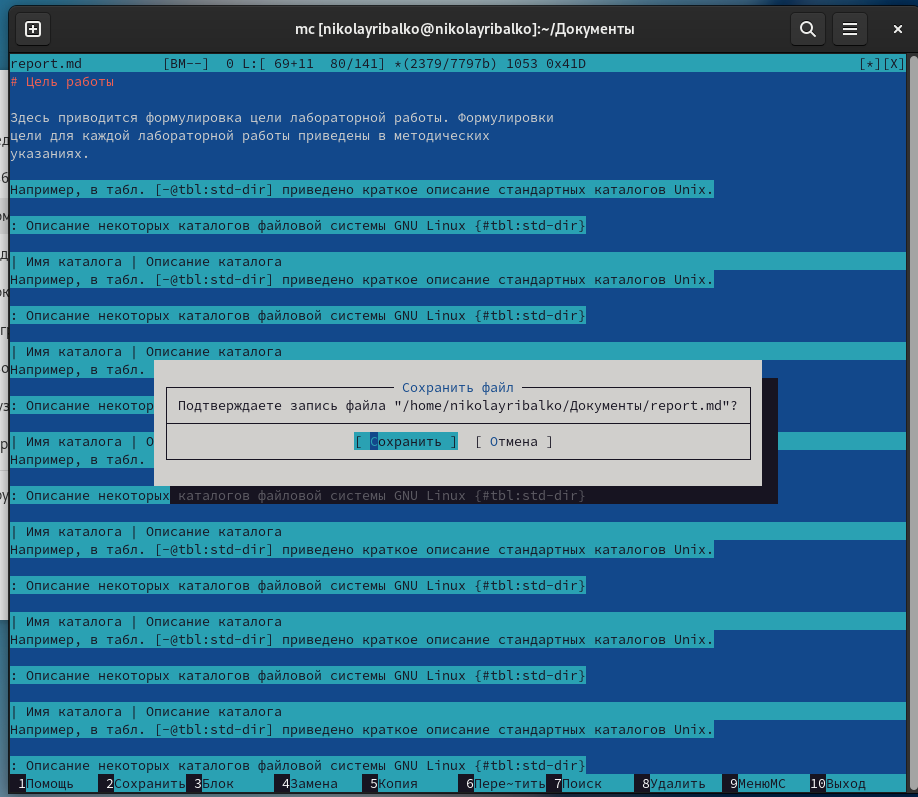 mc [nikolayribalko@nikolayribalko]:~/Документы
report.md [BM--] 0 L:[ 69+11 80/141] *(2379/7797b) 1053 0x41D [*][X]
# Цель работы
Здесь приводится формулировка цели лабораторной работы. Формулировки
цели для каждой лабораторной работы приведены в методических
указаниях.
Например, в табл. [-@tbl:std-dir] приведено краткое описание стандартных каталогов Unix.
: Описание некоторых каталогов файловой системы GNU Linux {#tbl:std-dir}
| Имя каталога | Описание каталога
Например, в табл. [-@tbl:std-dir] приведено краткое описание стандартных каталогов Unix.
: Описание некоторых каталогов файловой системы GNU Linux {#tbl:std-dir}
| Имя каталога | Описание каталога
Например, в табл.
Сохранить файл
: Описание некотор
Подтверждаете запись файла "/home/nikolayribalko/Документы/report.md"?
| Имя каталога | О
[ Сохранить ] [ Отмена ]
Например, в табл.
: Описание некоторых каталогов файловой системы GNU Linux {#tbl:std-dir}
| Имя каталога | Описание каталога
Например, в табл. [-@tbl:std-dir] приведено краткое описание стандартных каталогов Unix.
: Описание некоторых каталогов файловой системы GNU Linux {#tbl:std-dir}
| Имя каталога | Описание каталога
Например, в табл. [-@tbl:std-dir] приведено краткое описание стандартных каталогов Unix.
: Описание некоторых каталогов файловой системы GNU Linux {#tbl:std-dir}
| Имя каталога | Описание каталога
Например, в табл. [-@tbl:std-dir] приведено краткое описание стандартных каталогов Unix.
: Описание некоторых каталогов файловой системы GNU Linux {#tbl:std-dir}
1Помощь 2Сохранить 3Блок 4Замена 5Копия 6Пере~тить 7Поиск 8Удалить 9МенюМС 10Выход